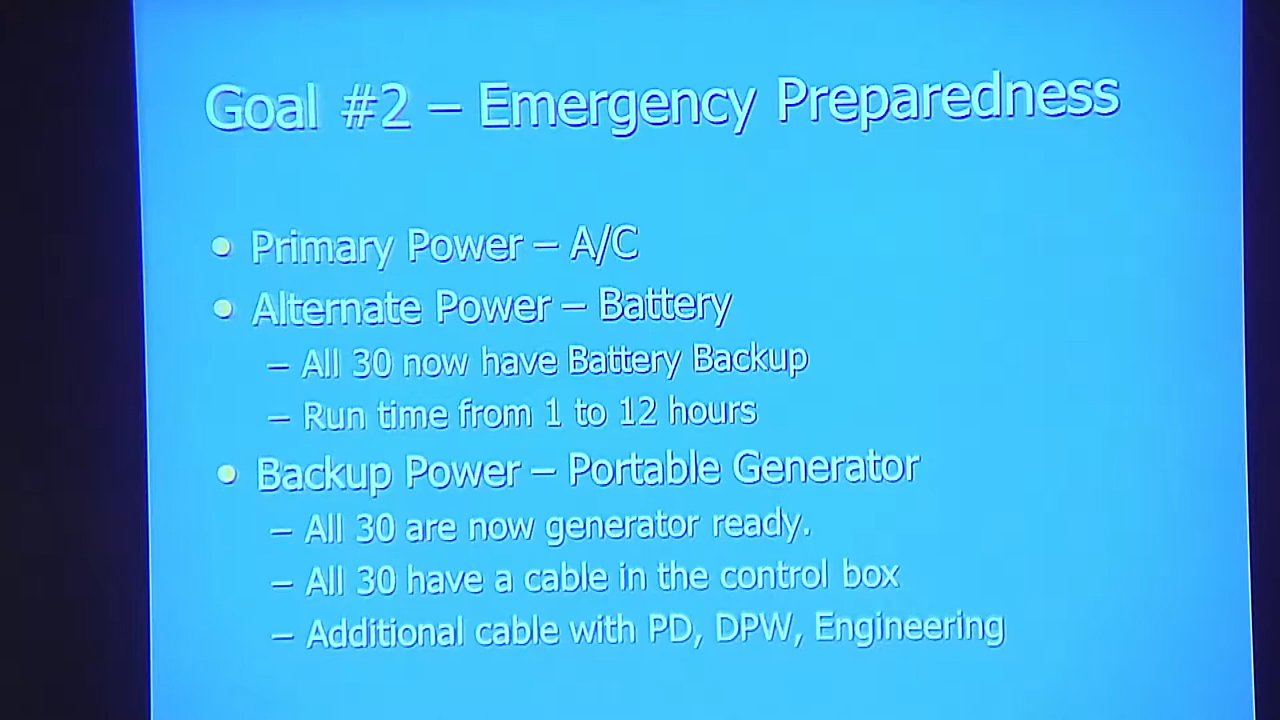 Goal #2 – Emergency Preparedness
• Primary Power – A/C
• Alternate Power – Battery
– All 30 now have Battery Backup
– Run time from 1 to 12 hours
• Backup Power – Portable Generator
– All 30 are now generator ready.
– All 30 have a cable in the control box
– Additional cable with PD, DPW, Engineering